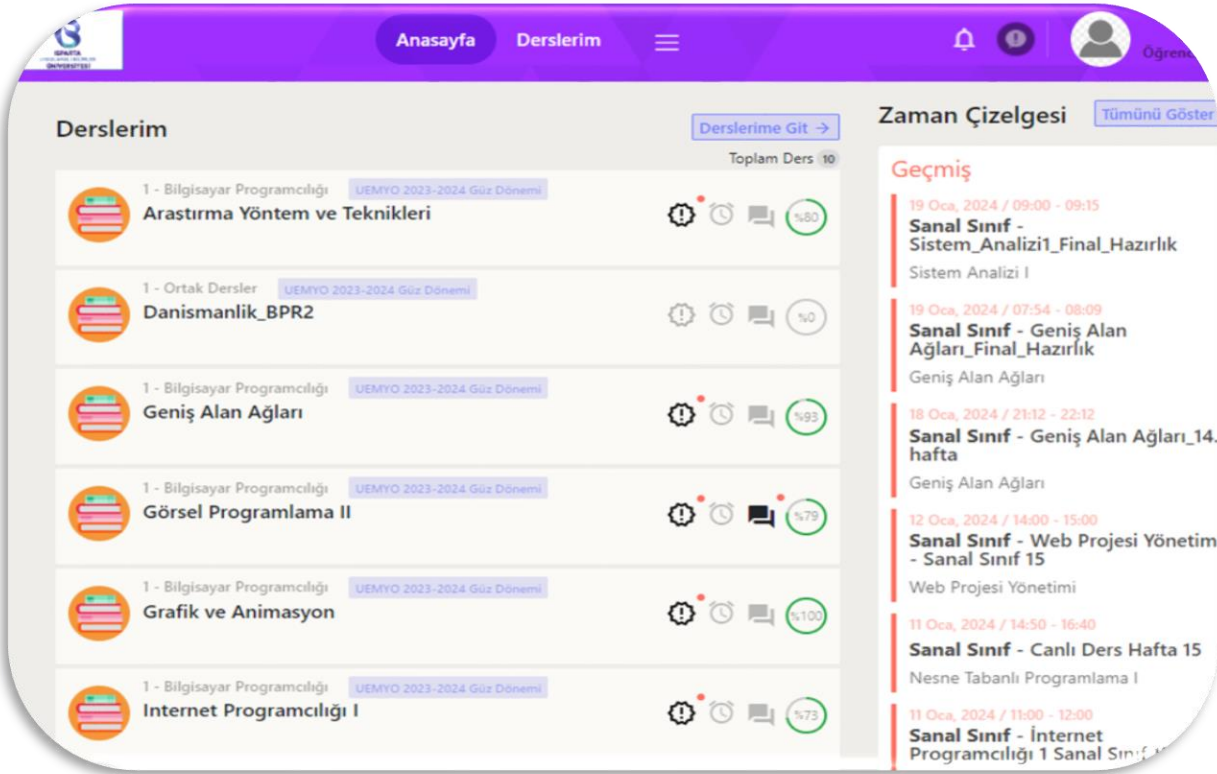 ISPARTA
ÜNİVERSİTESİ
Anasayfa
Derslerim
Derslerim
Derslerime Git →
Toplam Ders 10
1 - Bilgisayar Programcılığı UEMYO 2023-2024 Güz Dönemi
Arastırma Yöntem ve Teknikleri
%80
1 - Ortak Dersler UEMYO 2023-2024 Güz Dönemi
Danismanlik_BPR2
%0
1 - Bilgisayar Programcılığı UEMYO 2023-2024 Güz Dönemi
Geniş Alan Ağları
%93
1 - Bilgisayar Programcılığı UEMYO 2023-2024 Güz Dönemi
Görsel Programlama II
%79
1 - Bilgisayar Programcılığı UEMYO 2023-2024 Güz Dönemi
Grafik ve Animasyon
%100
1 - Bilgisayar Programcılığı UEMYO 2023-2024 Güz Dönemi
Internet Programcılığı I
%73
Zaman Çizelgesi
Tümünü Göster
Geçmiş
19 Oca, 2024 / 09:00 - 09:15
Sanal Sınıf -
Sistem_Analizi1_Final_Hazırlık
Sistem Analizi I
19 Oca, 2024 / 07:54 - 08:09
Sanal Sınıf - Geniş Alan
Ağları_Final_Hazırlık
Geniş Alan Ağları
18 Oca, 2024 / 21:12 - 22:12
Sanal Sınıf - Geniş Alan Ağları_14.
hafta
Geniş Alan Ağları
12 Oca, 2024 / 14:00 - 15:00
Sanal Sınıf - Web Projesi Yönetim
- Sanal Sınıf 15
Web Projesi Yönetimi
11 Oca, 2024 / 14:50 - 16:40
Sanal Sınıf - Canlı Ders Hafta 15
Nesne Tabanlı Programlama I
11 Oca, 2024 / 11:00 - 12:00
Sanal Sınıf - İnternet
Programcılığı 1 Sanal Sınıf